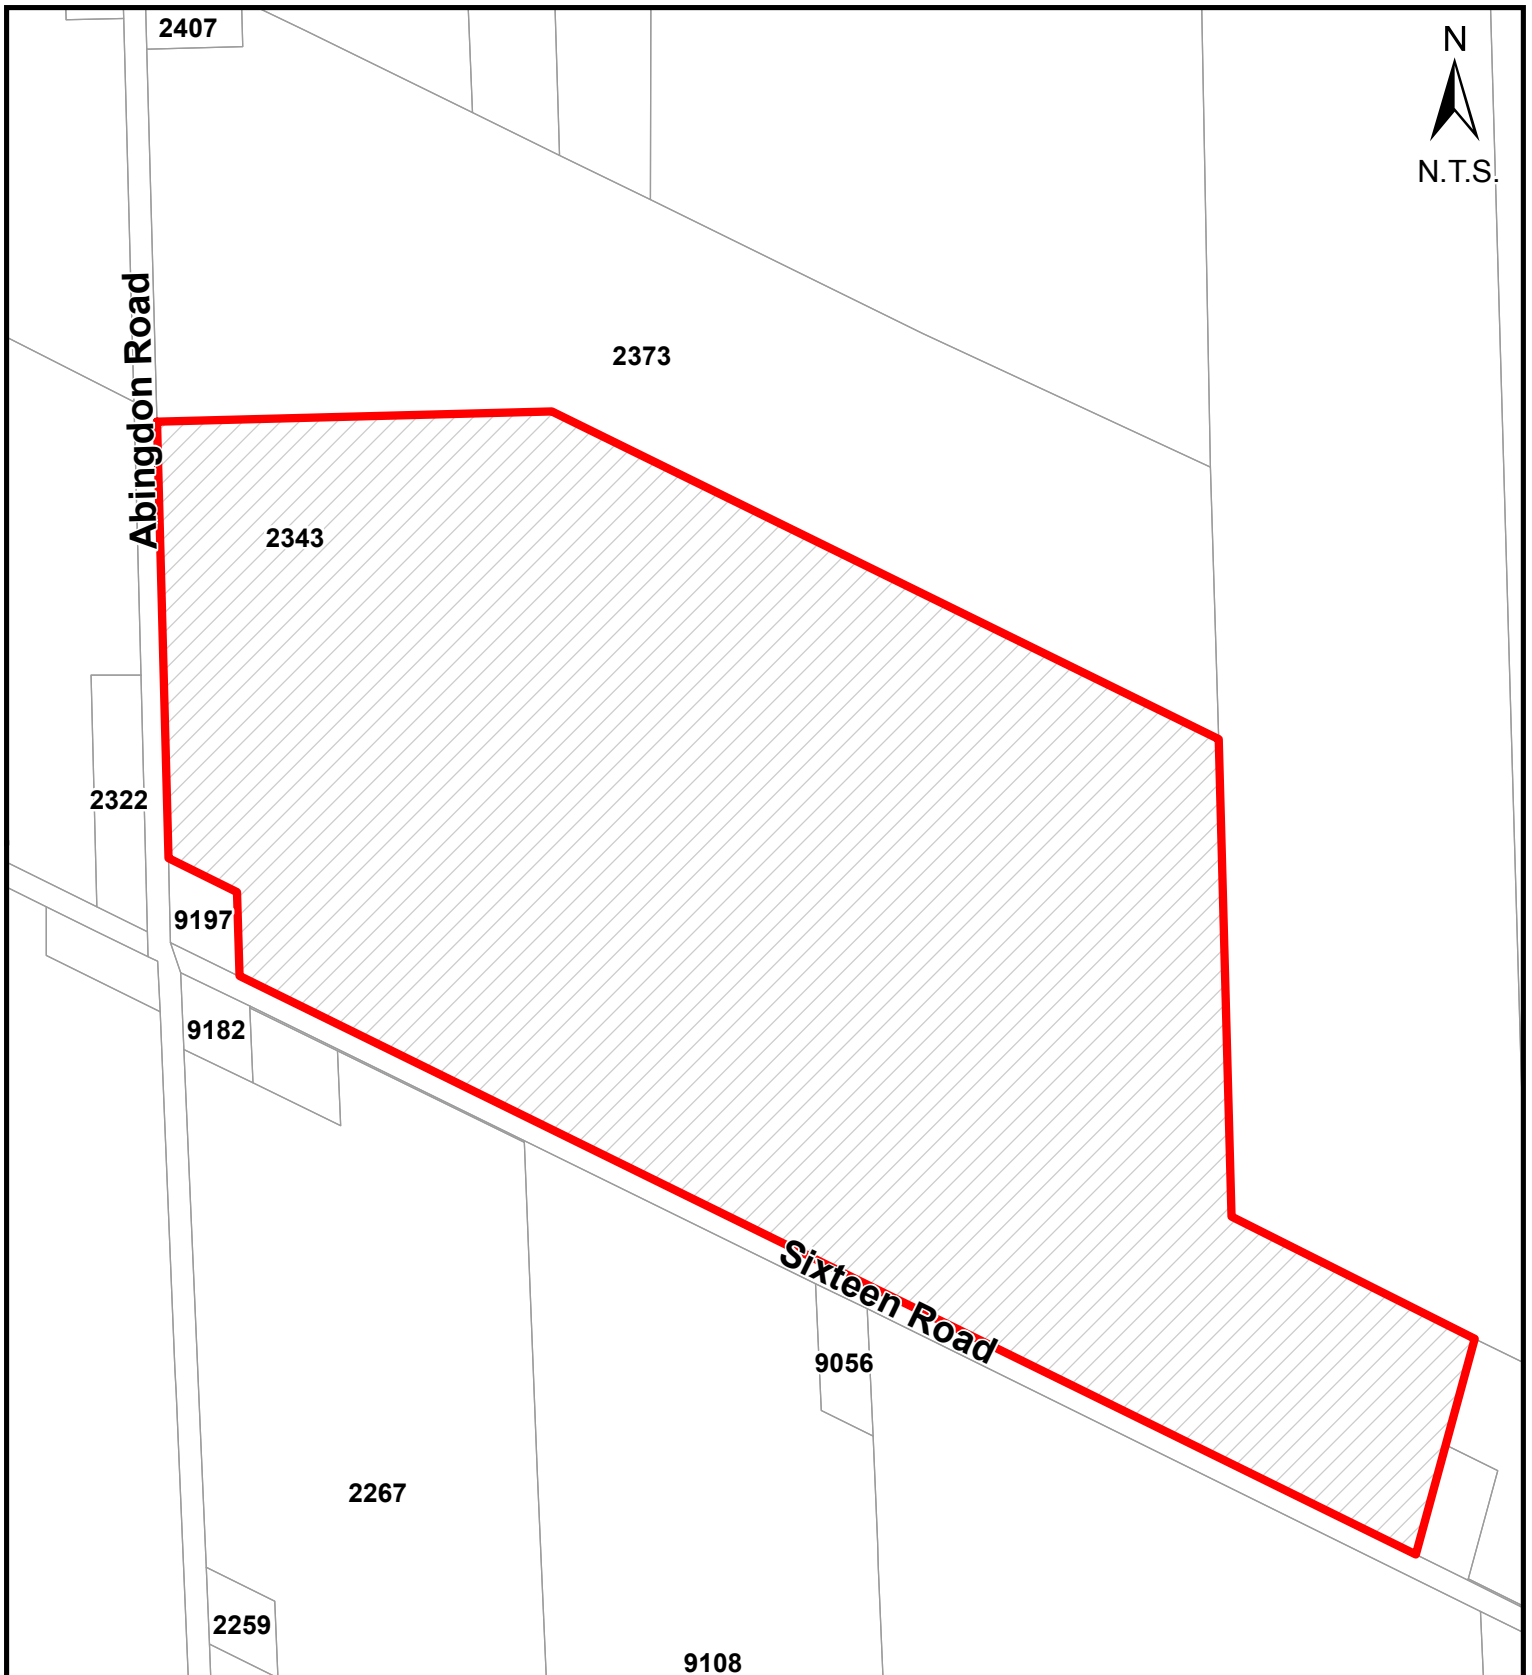 2407
N
N.T.S.
Abingdon Road
2373
2343
2322
9197
9182
Sixteen Road
9056
2267
2259
9108